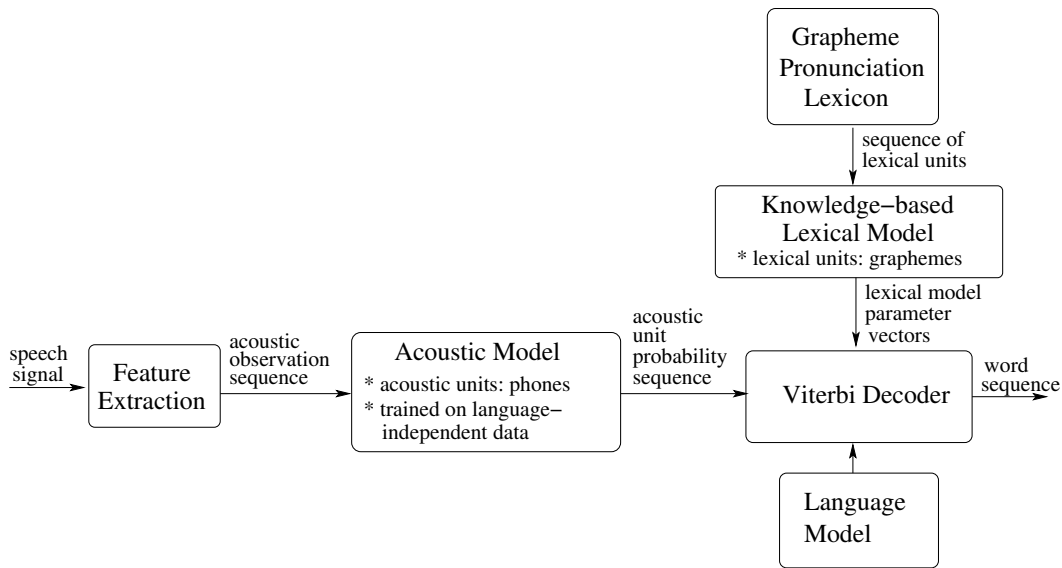 Grapheme
Pronunciation
Lexicon
sequence of
lexical units
Knowledge−based
Lexical Model
* lexical units: graphemes
lexical model
parameter
vectors
speech
signal
Feature
Extraction
acoustic
observation
sequence
Acoustic Model
* acoustic units: phones
* trained on language−
independent data
acoustic
unit
probability
sequence
Viterbi Decoder
word
sequence
Language
Model